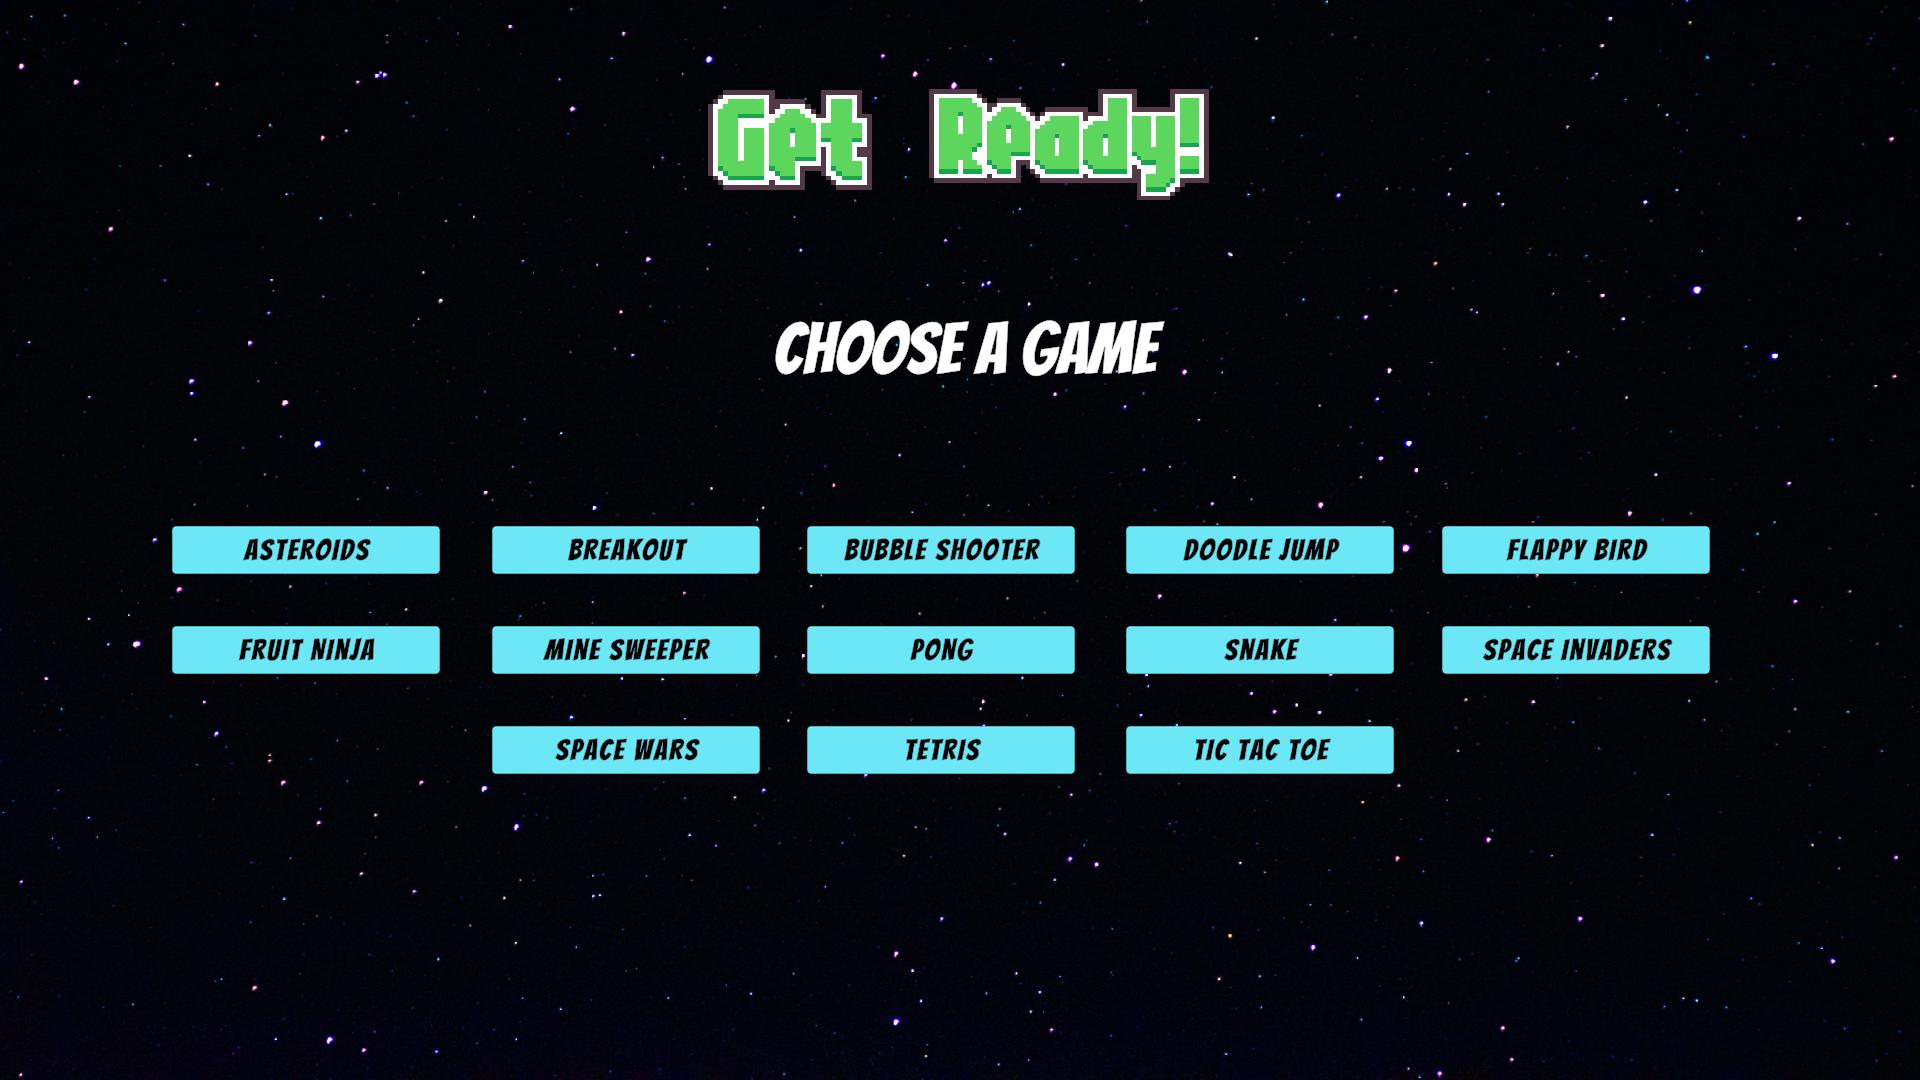 Get Ready!
CHOOSE A GAME
ASTEROIDS
BREAKOUT
BUBBLE SHOOTER
DOODLE JUMP
FLAPPY BIRD
FRUIT NINJA
MINE SWEEPER
PONG
SNAKE
SPACE INVADERS
SPACE WARS
TETRIS
TIC TAC TOE